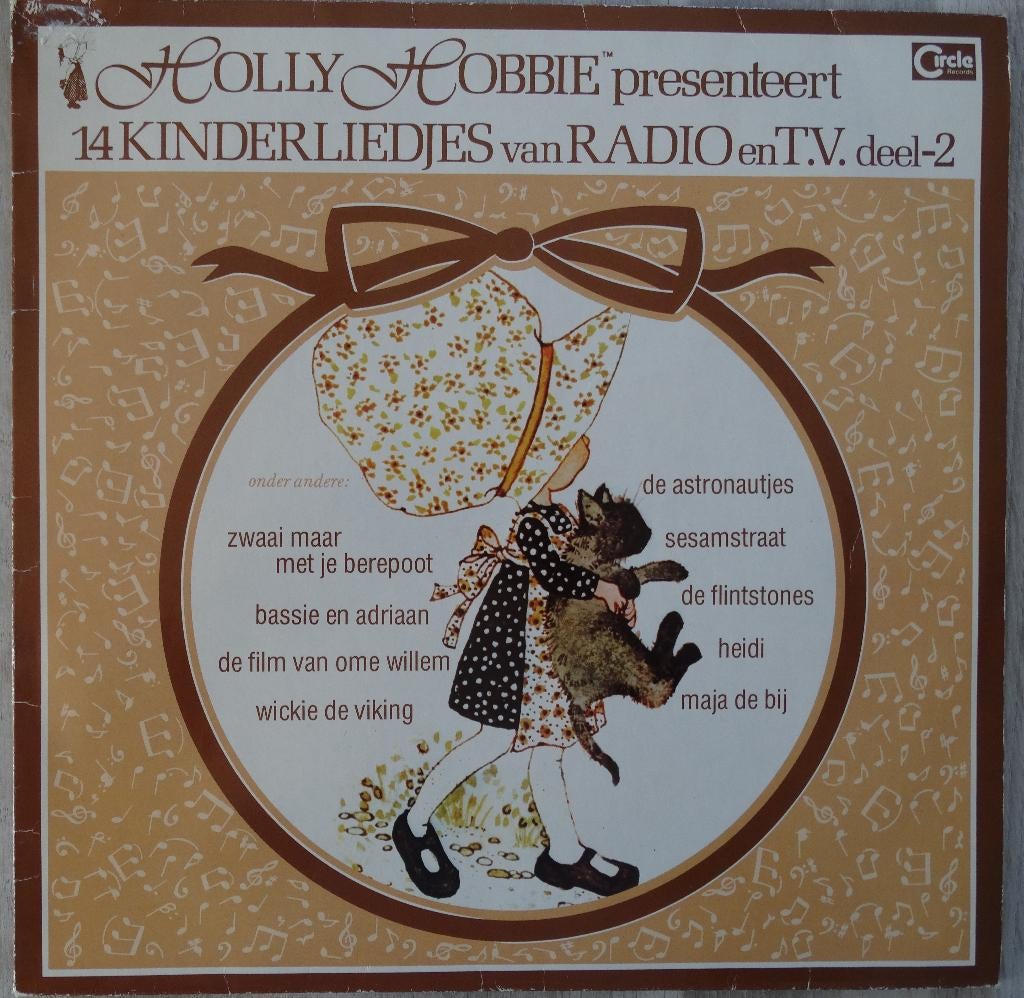 HOLLY HOBBIE™ presenteert
Circle
Records
14 KINDERLIEDJES van RADIO en T.V. deel-2
onder andere:
zwaai maar
met je berepoot
bassie en adriaan
de film van ome willem
wickie de viking
de astronautjes
sesamstraat
de flintstones
heidi
maja de bij